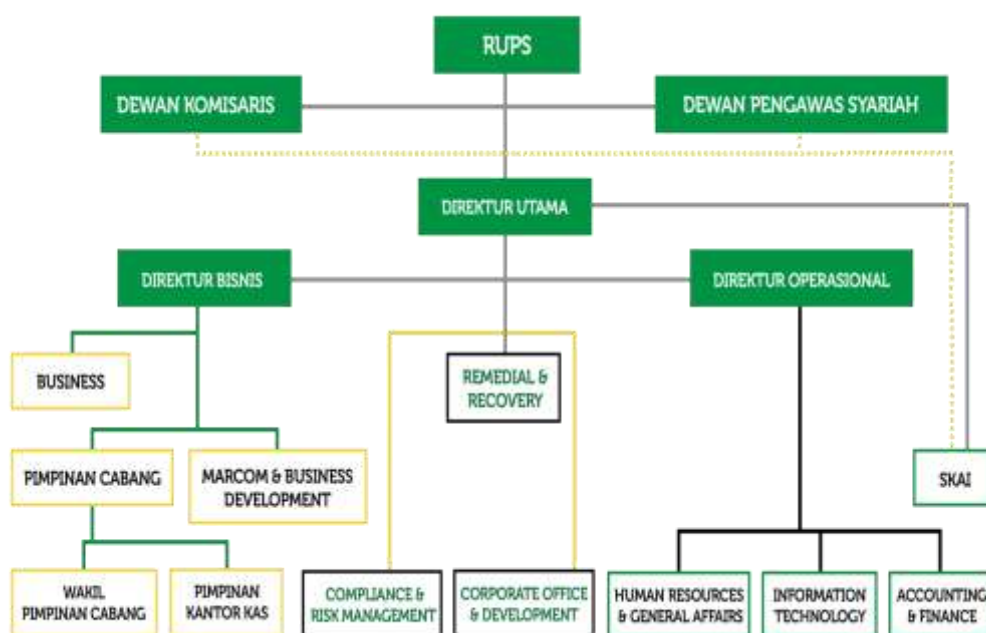 RUPS
DEWAN KOMISARIS
DEWAN PENGAWAS SYARIAH
DIREKTUR UTAMA
DIREKTUR BISNIS
DIREKTUR OPERASIONAL
BUSINESS
REMEDIAL &
RECOVERY
PIMPINAN CABANG
MARCOM & BUSINESS
DEVELOPMENT
SKAI
WAKIL
PIMPINAN CABANG
PIMPINAN
KANTOR KAS
COMPLIANCE &
RISK MANAGEMENT
CORPORATE OFFICE
& DEVELOPMENT
HUMAN RESOURCES
& GENERAL AFFAIRS
INFORMATION
TECHNOLOGY
ACCOUNTING
& FINANCE